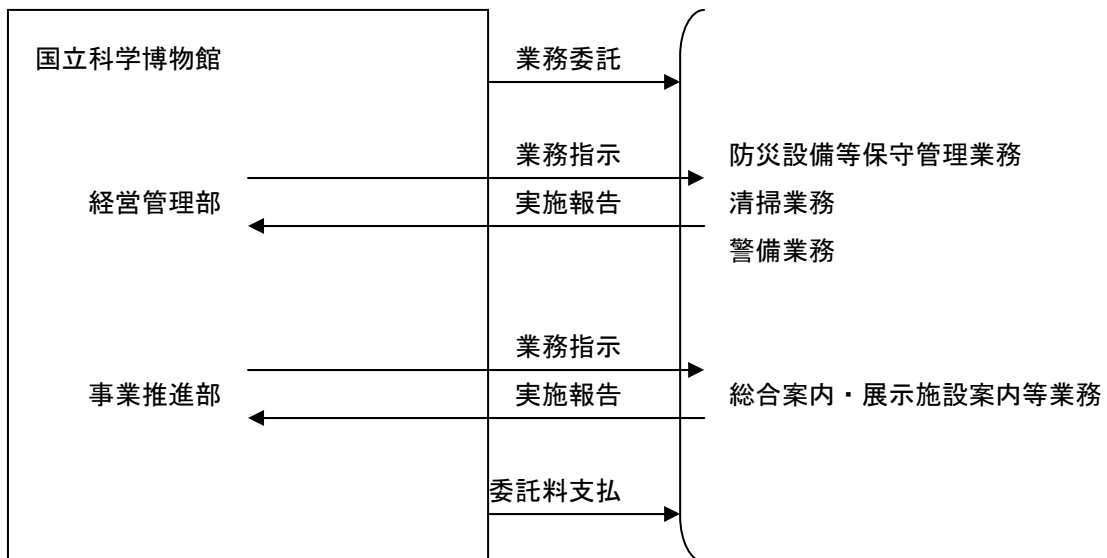 国立科学博物館
業務委託
業務指示
防災設備等保守管理業務
経営管理部
実施報告
清掃業務
警備業務
業務指示
事業推進部
実施報告
総合案内・展示施設案内等業務
委託料支払